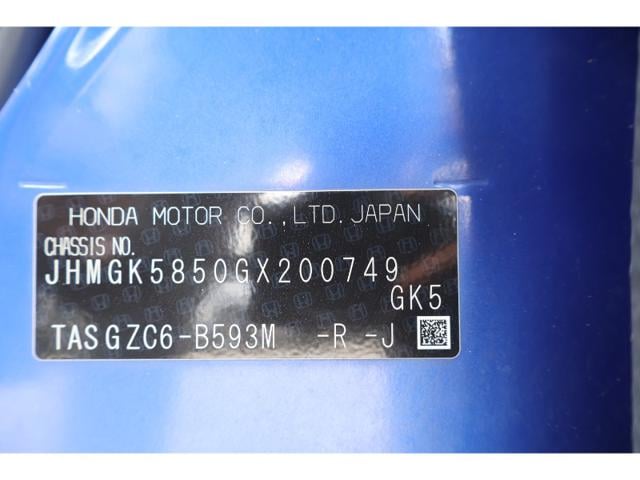 HONDA MOTOR CO.,LTD.JAPAN
CHASSIS NO.
JHMGK5850GX200749
GK5
TASGZC6-B593M -R -J